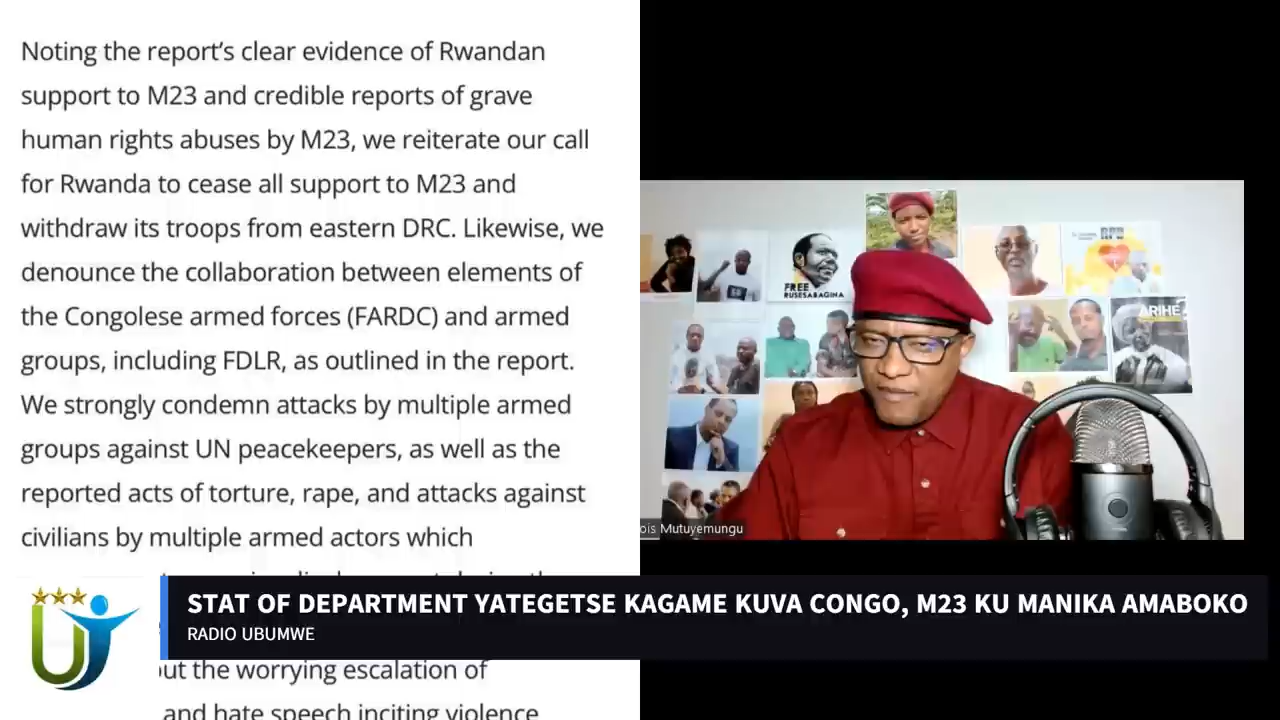 Noting the report's clear evidence of Rwandan
support to M23 and credible reports of grave
human rights abuses by M23, we reiterate our call
for Rwanda to cease all support to M23 and
withdraw its troops from eastern DRC. Likewise, we
denounce the collaboration between elements of
the Congolese armed forces (FARDC) and armed
groups, including FDLR, as outlined in the report.
We strongly condemn attacks by multiple armed
groups against UN peacekeepers, as well as the
reported acts of torture, rape, and attacks against
civilians by multiple armed actors which
the worrying escalation of
and hate speech inciting violence
FREE
RUSESABAGINA
RPB
ARIHE?
Mutuyemungu
STAT OF DEPARTMENT YATEGETSE KAGAME KUVA CONGO, M23 KU MANIKA AMABOKO
RADIO UBUMWE